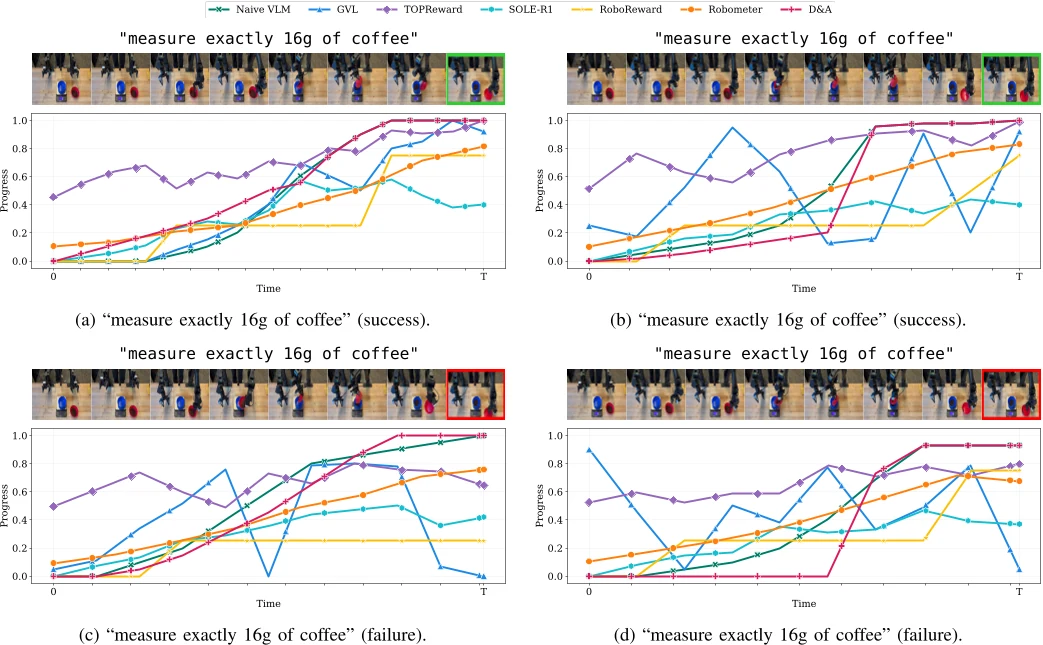 Naive VLM GVL TOPReward SOLE-R1 RoboReward Robometer D&A
"measure exactly 16g of coffee"
1.0
0.8
0.6
0.4
0.2
0.0
Progress
0 T
Time
(a) “measure exactly 16g of coffee” (success).
"measure exactly 16g of coffee"
1.0
0.8
0.6
0.4
0.2
0.0
Progress
0 T
Time
(b) “measure exactly 16g of coffee” (success).
"measure exactly 16g of coffee"
1.0
0.8
0.6
0.4
0.2
0.0
Progress
0 T
Time
(c) “measure exactly 16g of coffee” (failure).
"measure exactly 16g of coffee"
1.0
0.8
0.6
0.4
0.2
0.0
Progress
0 T
Time
(d) “measure exactly 16g of coffee” (failure).